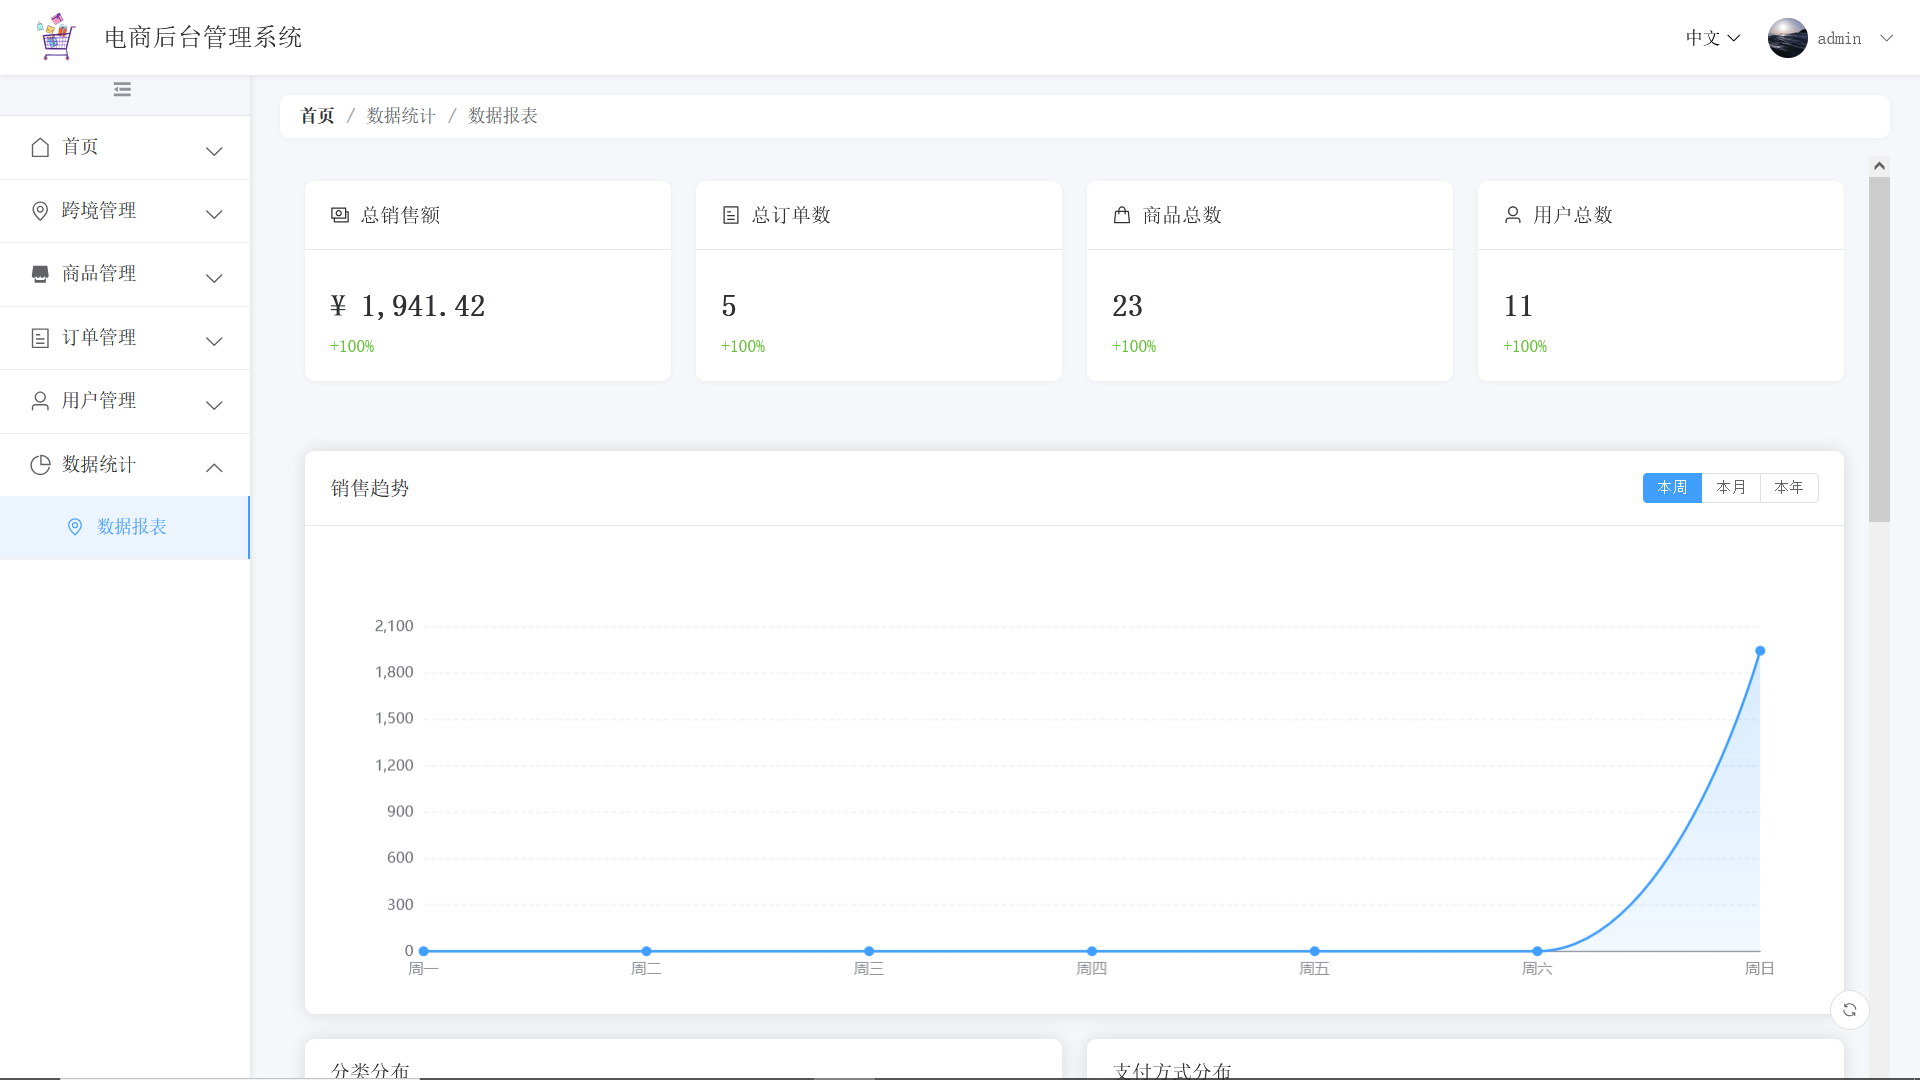 电商后台管理系统
中文
admin
首页 / 数据统计 / 数据报表
首页
跨境管理
商品管理
订单管理
用户管理
数据统计
数据报表
总销售额
¥ 1,941.42
+100%
总订单数
5
+100%
商品总数
23
+100%
用户总数
11
+100%
销售趋势
本周 本月 本年
2,100
1,800
1,500
1,200
900
600
300
0
周一 周二 周三 周四 周五 周六 周日
分类分布
支付方式分布